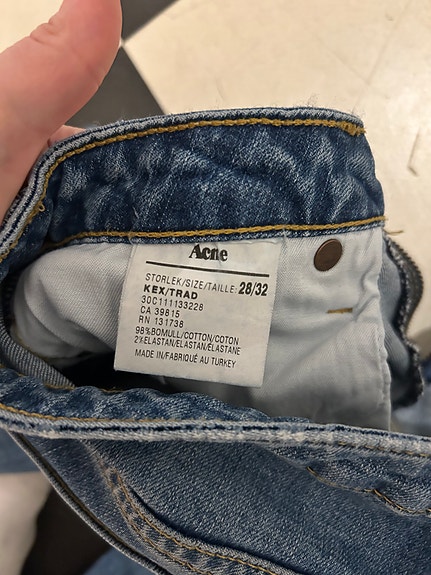 Acne
STORLEK/SIZE/TAILLE: 28/32
KEX/TRAD
30C111133228
CA 39815
RN 131738
98%BOMULL/COTTON/COTON
2%ELASTAN/ELASTAN/ELASTANE
MADE IN/FABRIQUÉ AU TURKEY